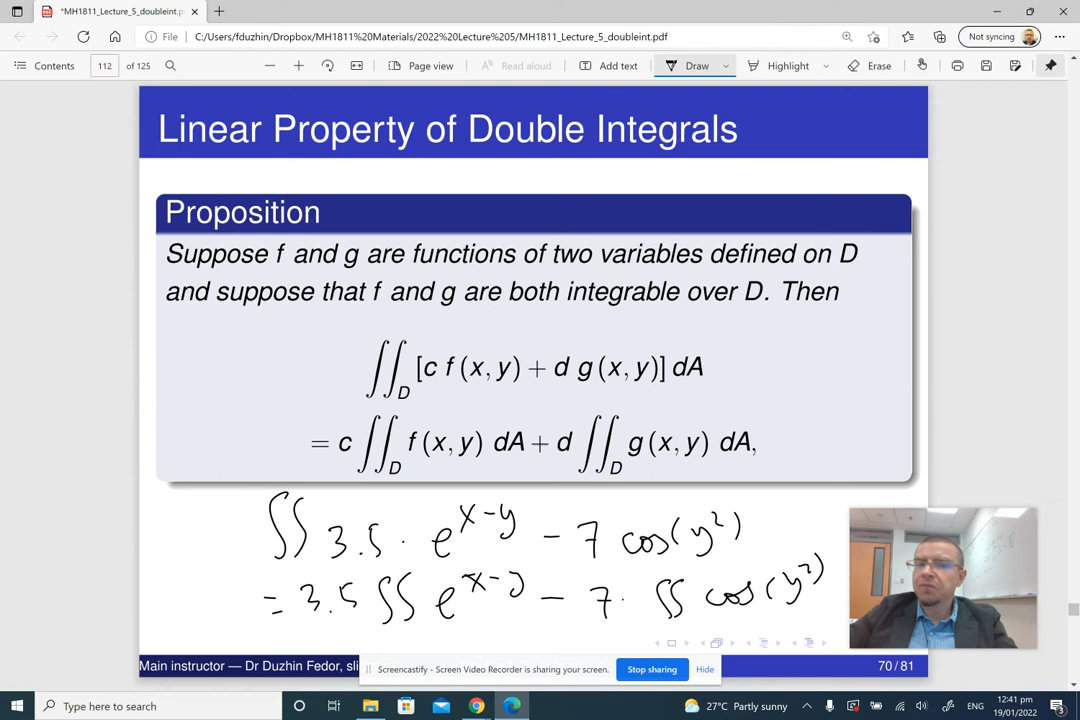 *MH1811_Lecture_5_doubleint.p
File C:/Users/fduzhin/Dropbox/MH1811%20Materials/2022%20Lecture%205/MH1811_Lecture_5_doubleint.pdf Not syncing
Contents 112 of 125 Page view Read aloud Add text Draw Highlight Erase
Linear Property of Double Integrals
Proposition
Suppose f and g are functions of two variables defined on D
and suppose that f and g are both integrable over D. Then
∬_D [c f(x, y) + d g(x, y)] dA
= c ∬_D f(x, y) dA + d ∬_D g(x, y) dA,
∬ 3.5 · e^{x-y} - 7 cos(y²)
= 3.5 ∬ e^{x-y} - 7 · ∬ cos(y²)
Main instructor — Dr Duzhin Fedor, sli 70 / 81
Screencastify - Screen Video Recorder is sharing your screen. Stop sharing Hide
Type here to search 27°C Partly sunny 12:41 pm
19/01/2022